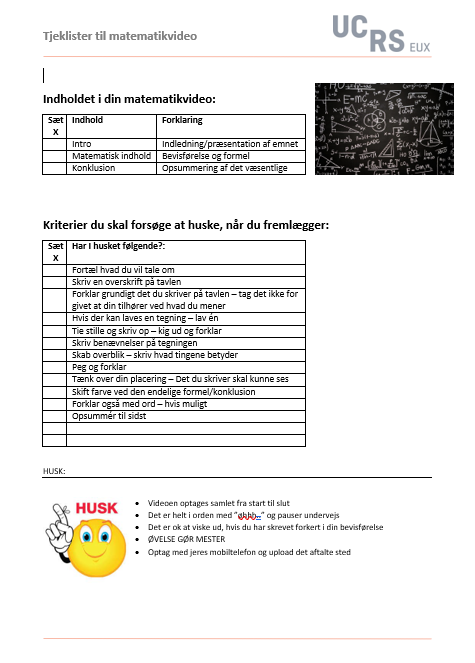 Tjeklister til matematikvideo
UC
RS EUX
Indholdet i din matematikvideo:
Sæt X Indhold Forklaring
Intro Indledning/præsentation af emnet
Matematisk indhold Bevisførelse og formel
Konklusion Opsummering af det væsentlige
E=mc²
Kriterier du skal forsøge at huske, når du fremlægger:
Sæt X Har I husket følgende?:
Fortæl hvad du vil tale om
Skriv en overskrift på tavlen
Forklar grundigt det du skriver på tavlen – tag det ikke for
givet at din tilhører ved hvad du mener
Hvis der kan laves en tegning – lav én
Tie stille og skriv op – kig ud og forklar
Skriv benævnelser på tegningen
Skab overblik – skriv hvad tingene betyder
Peg og forklar
Tænk over din placering – Det du skriver skal kunne ses
Skift farve ved den endelige formel/konklusion
Forklar også med ord – hvis muligt
Opsummér til sidst
HUSK:
HUSK
• Videoen optages samlet fra start til slut
• Det er helt i orden med "øhhh…" og pauser undervejs
• Det er ok at viske ud, hvis du har skrevet forkert i din bevisførelse
• ØVELSE GØR MESTER
• Optag med jeres mobiltelefon og upload det aftalte sted